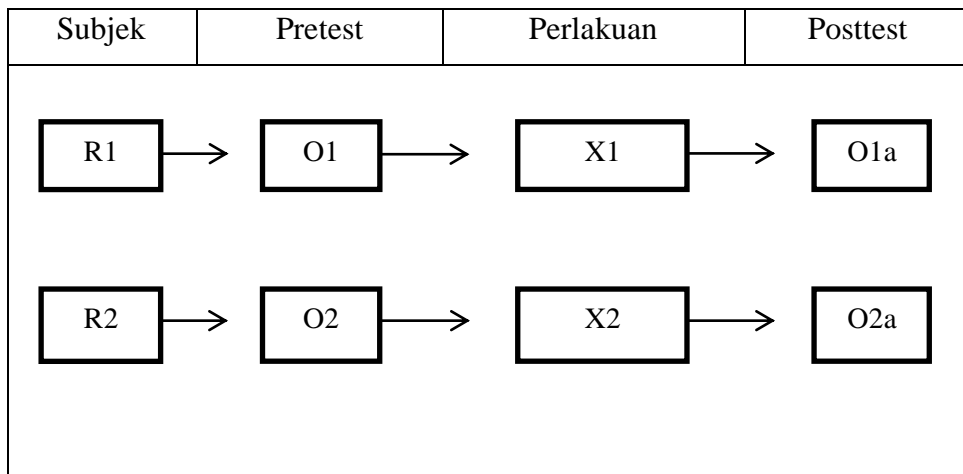 Subjek Pretest Perlakuan Posttest
R1 O1 X1 O1a
R2 O2 X2 O2a